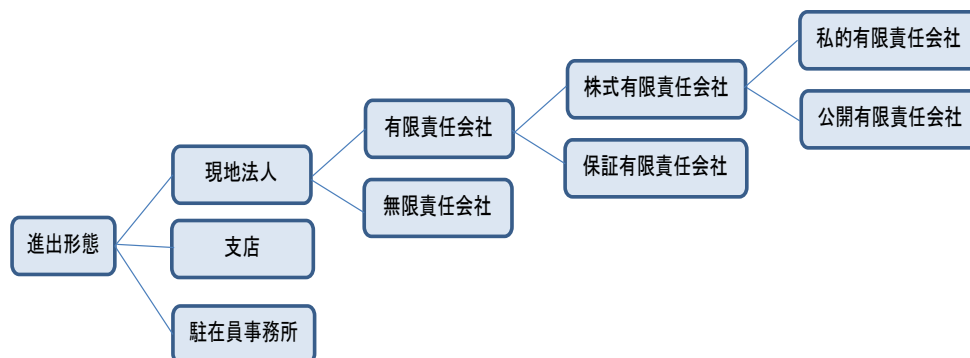 私的有限責任会社
株式有限責任会社
公開有限責任会社
有限責任会社
保証有限責任会社
現地法人
無限責任会社
進出形態
支店
駐在員事務所